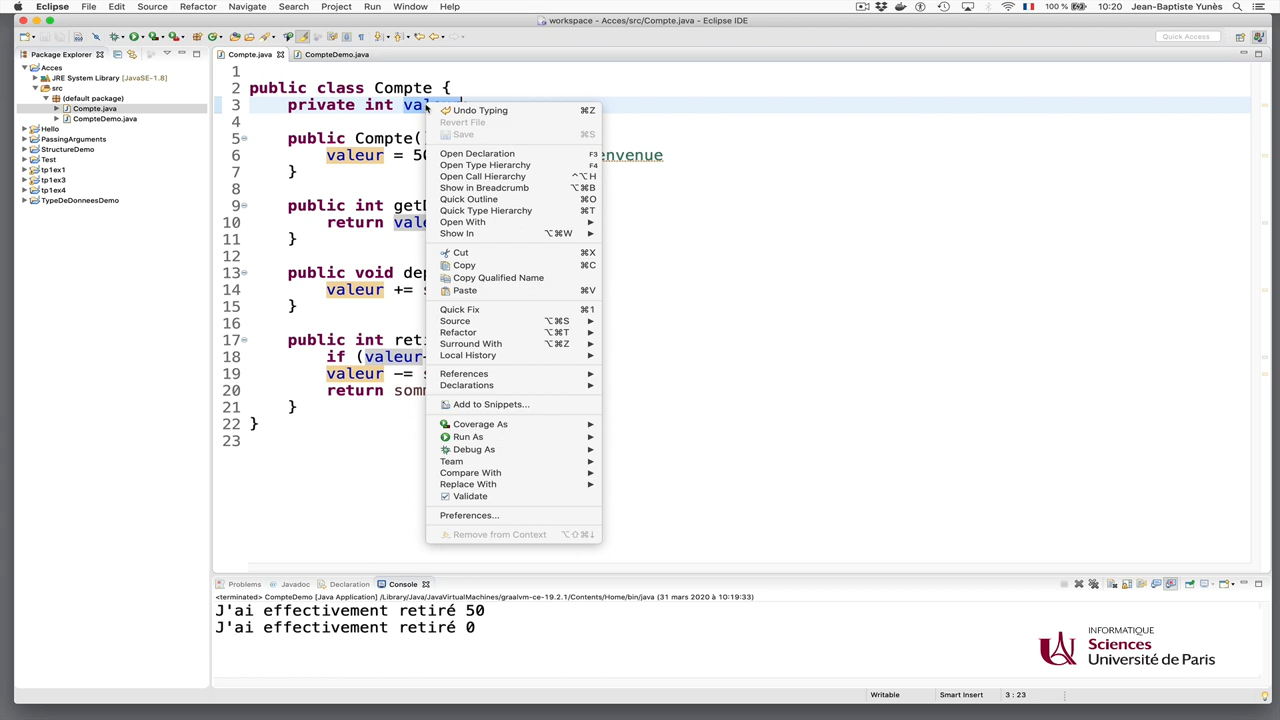 Eclipse File Edit Source Refactor Navigate Search Project Run Window Help 100 % 10:20 Jean-Baptiste Yunès
workspace - Acces/src/Compte.java - Eclipse IDE
Quick Access
Package Explorer
Acces
JRE System Library [JavaSE-1.8]
src
(default package)
Compte.java
CompteDemo.java
Hello
PassingArguments
StructureDemo
Test
tp1ex1
tp1ex3
tp1ex4
TypeDeDonneesDemo
Compte.java CompteDemo.java
1
2 public class Compte {
3 private int
4
5 public Compte(
6 valeur = 50 envenue
7 }
8
9 public int get
10 return
11 }
12
13 public void
14 valeur +=
15 }
16
17 public int
18 if (valeur
19 valeur -=
20 return
21 }
22 }
23
Undo Typing ⌘Z
Revert File
Save ⌘S
Open Declaration F3
Open Type Hierarchy F4
Open Call Hierarchy ^⌥H
Show in Breadcrumb ⌥⌘B
Quick Outline ⌘O
Quick Type Hierarchy ⌘T
Open With
Show In ⌥⌘W
Cut ⌘X
Copy ⌘C
Copy Qualified Name
Paste ⌘V
Quick Fix ⌘1
Source ⌥⌘S
Refactor ⌥⌘T
Surround With ⌥⌘Z
Local History
References
Declarations
Add to Snippets...
Coverage As
Run As
Debug As
Team
Compare With
Replace With
Validate
Preferences...
Remove from Context ⌥⇧⌘↓
Problems Javadoc Declaration Console
<terminated> CompteDemo [Java Application] /Library/Java/JavaVirtualMachines/graalvm-ce-19.2.1/Contents/Home/bin/java (31 mars 2020 à 10:19:33)
J'ai effectivement retiré 50
J'ai effectivement retiré 0
INFORMATIQUE
Sciences
Université de Paris
Writable Smart Insert 3 : 23